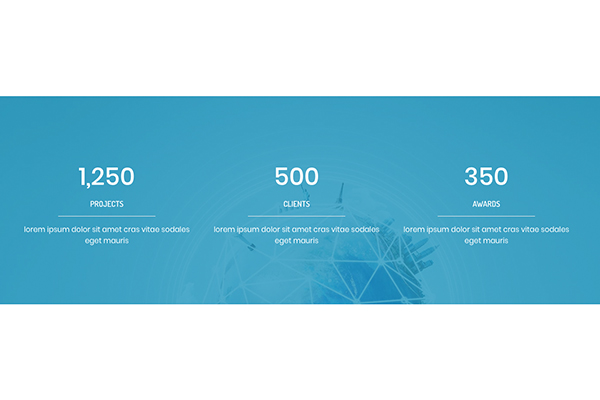 1,250
PROJECTS
lorem ipsum dolor sit amet cras vitae sodales
eget mauris
500
CLIENTS
lorem ipsum dolor sit amet cras vitae sodales
eget mauris
350
AWARDS
lorem ipsum dolor sit amet cras vitae sodales
eget mauris